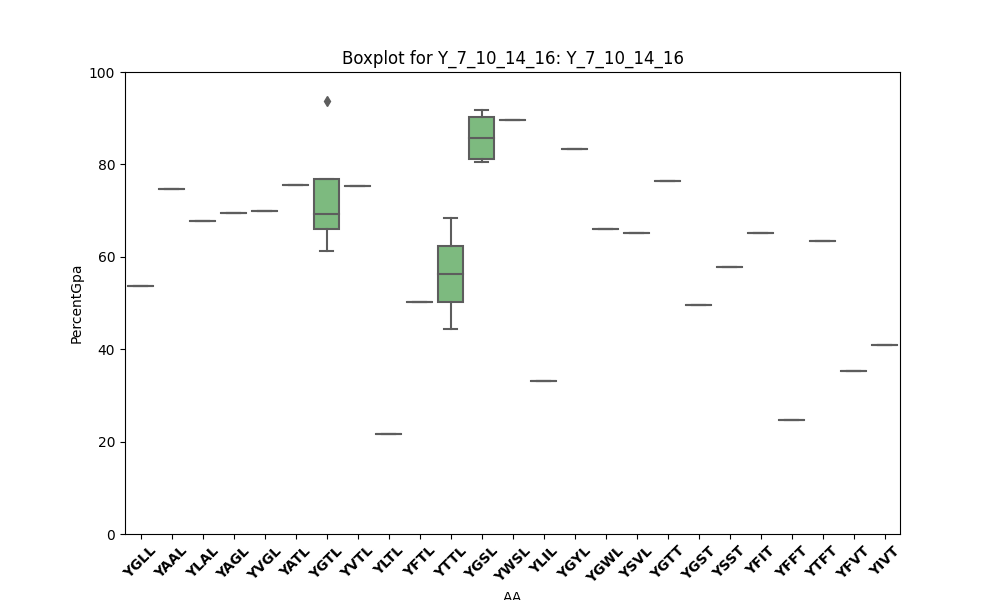 Boxplot for Y_7_10_14_16: Y_7_10_14_16
100
80
60
40
20
0
PercentGpa
YGLL YAAL YLAL YAGL YVGL YATL YGTL YVTL YLTL YFTL YTTL YGSL YWSL YLIL YGYL YGWL YSVL YGTT YGST YSST YFIT YFFT YTFT YFVT YIVT
AA